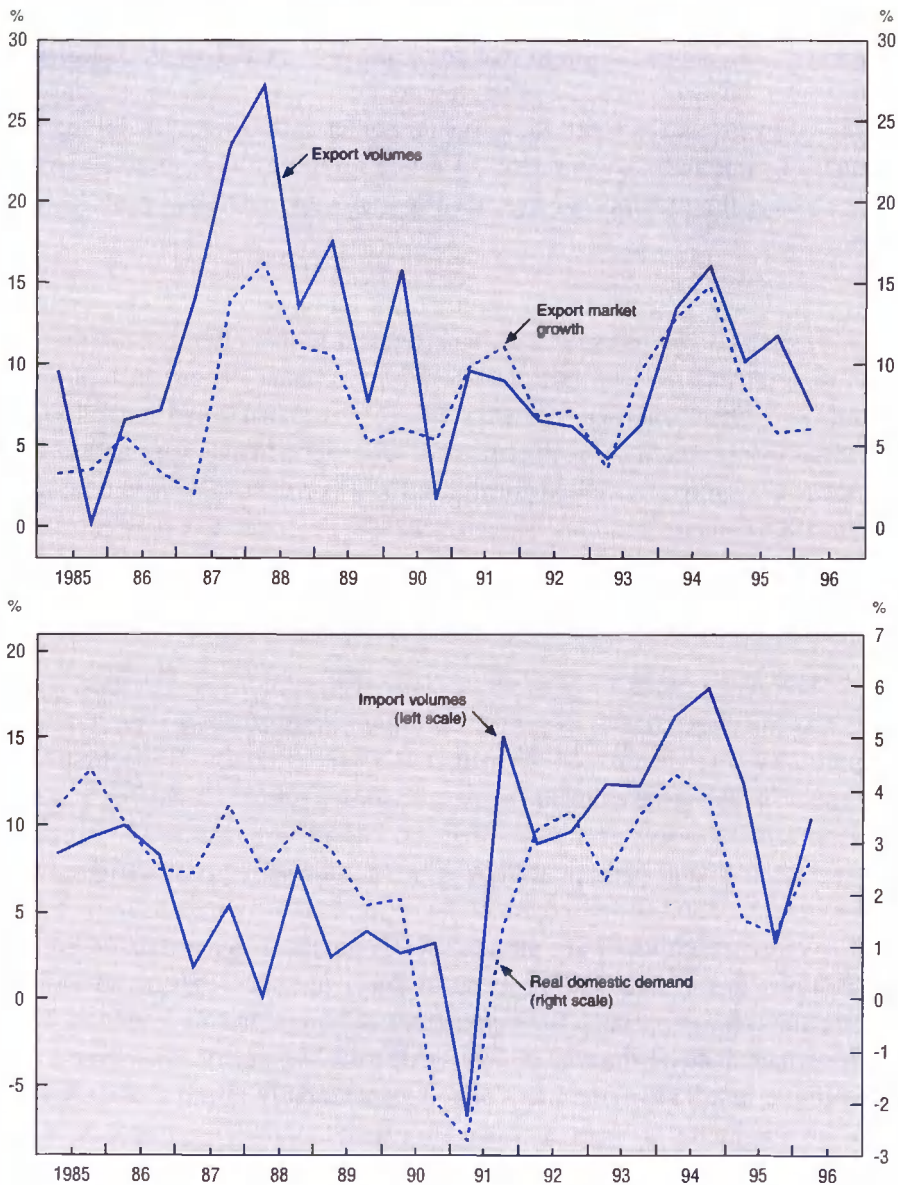 % %
30 30
25 25
20 20
15 15
10 10
5 5
0 0
Export volumes
Export market
growth
1985 86 87 88 89 90 91 92 93 94 95 96
% %
20
15
10
5
0
-5
7
6
5
4
3
2
1
0
-1
-2
-3
Import volumes
(left scale)
Real domestic demand
(right scale)
1985 86 87 88 89 90 91 92 93 94 95 96